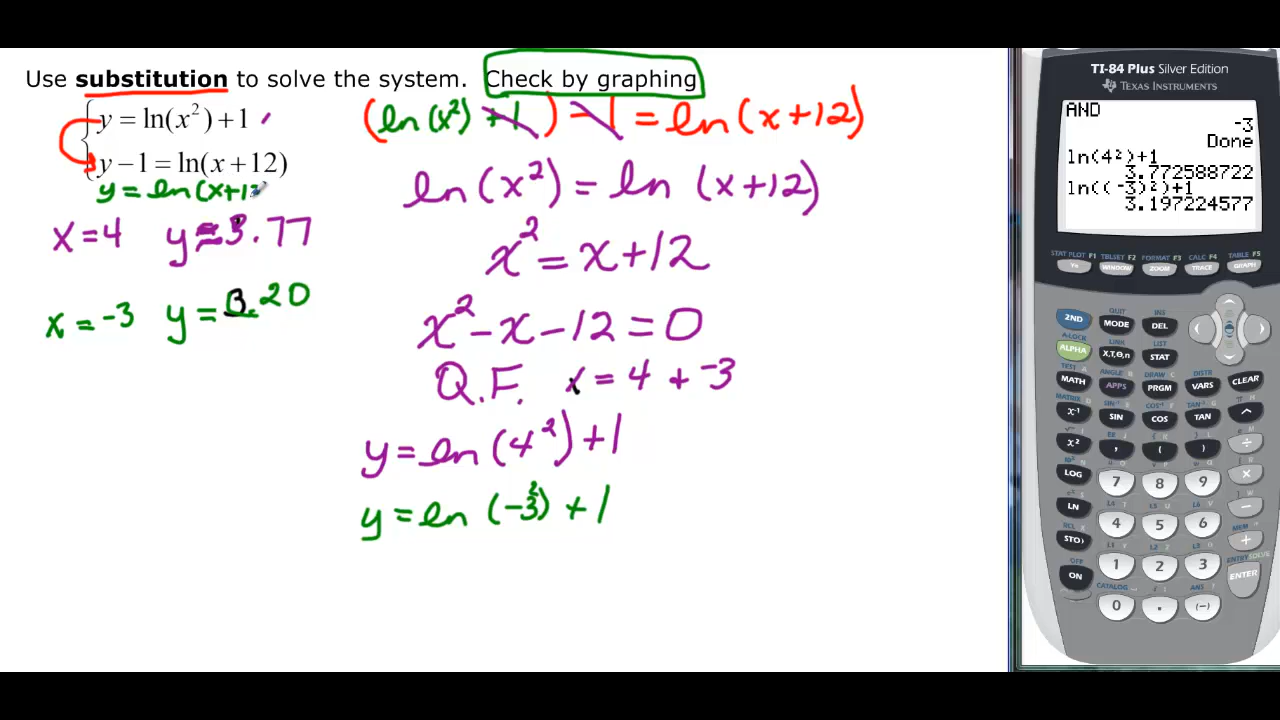 Use substitution to solve the system. Check by graphing
y = ln(x²) + 1
y − 1 = ln(x + 12)
y = ln(x+12
x = 4 y ≈ 3.77
x = -3 y = 3.20
(ln(x²) + 1) − 1 = ln(x+12)
ln(x²) = ln (x+12)
x² = x+12
x² − x − 12 = 0
Q.F. x = 4 + -3
y = ln(4²) + 1
y = ln(-3²) + 1
TI-84 Plus Silver Edition
TEXAS INSTRUMENTS
AND
-3
Done
ln(4²)+1
3.772588722
ln((-3)²)+1
3.197224577
STAT PLOT F1 TBLSET F2 FORMAT F3 CALC F4 TABLE F5
Y= WINDOW ZOOM TRACE GRAPH
QUIT INS
2ND MODE DEL
A-LOCK LINK LIST
ALPHA X,T,Θ,n STAT
TEST A ANGLE B DRAW C DISTR
MATH APPS PRGM VARS CLEAR
MATRIX D SIN⁻¹ E COS⁻¹ F TAN⁻¹ G H
x⁻¹ SIN COS TAN ^
x² , ( ) ÷
LOG 7 8 9 ×
LN 4 5 6 −
RCL X
STO› 1 2 3 +
OFF CATALOG ANS ENTRY SOLVE
ON 0 . (−) ENTER